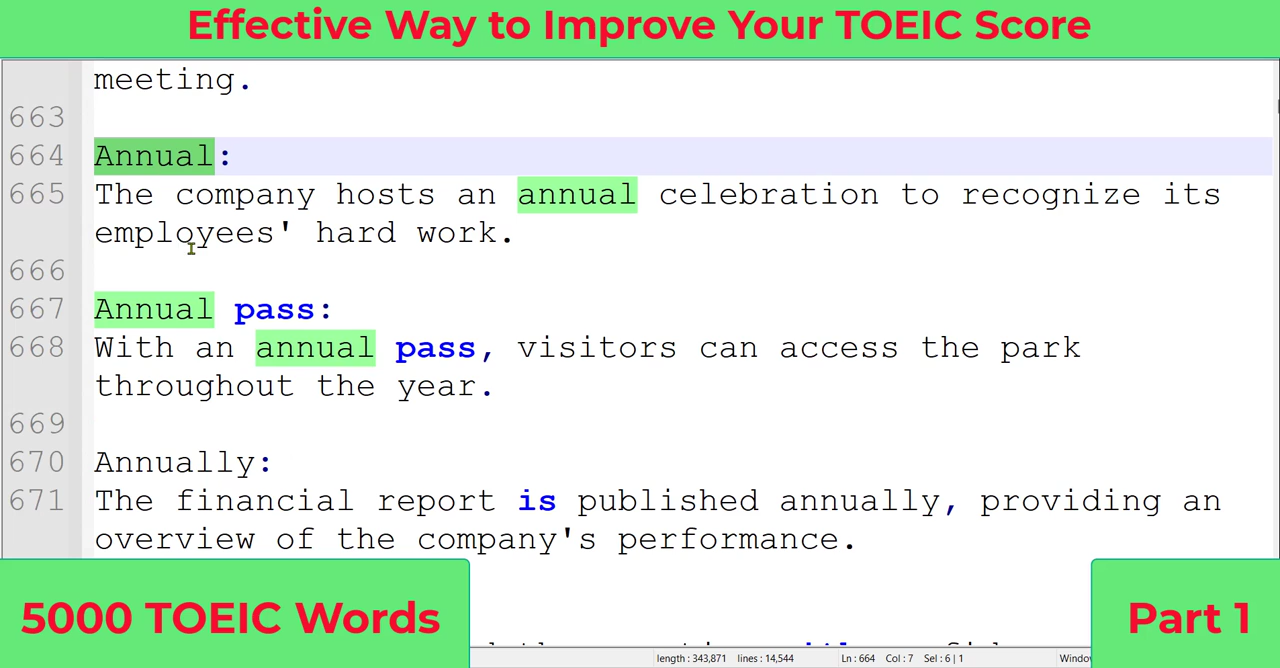 Effective Way to Improve Your TOEIC Score
meeting.
663
664 Annual:
665 The company hosts an annual celebration to recognize its
employees' hard work.
666
667 Annual pass:
668 With an annual pass, visitors can access the park
throughout the year.
669
670 Annually:
671 The financial report is published annually, providing an
overview of the company's performance.
5000 TOEIC Words
Part 1
length : 343,871 lines : 14,544 Ln : 664 Col : 7 Sel : 6 | 1 Window